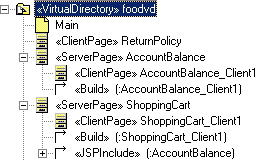 «VirtualDirectory» foodvd
Main
«ClientPage» ReturnPolicy
«ServerPage» AccountBalance
«ClientPage» AccountBalance_Client1
«Build» (:AccountBalance_Client1)
«ServerPage» ShoppingCart
«ClientPage» ShoppingCart_Client1
«Build» (:ShoppingCart_Client1)
«JSPInclude» (:AccountBalance)